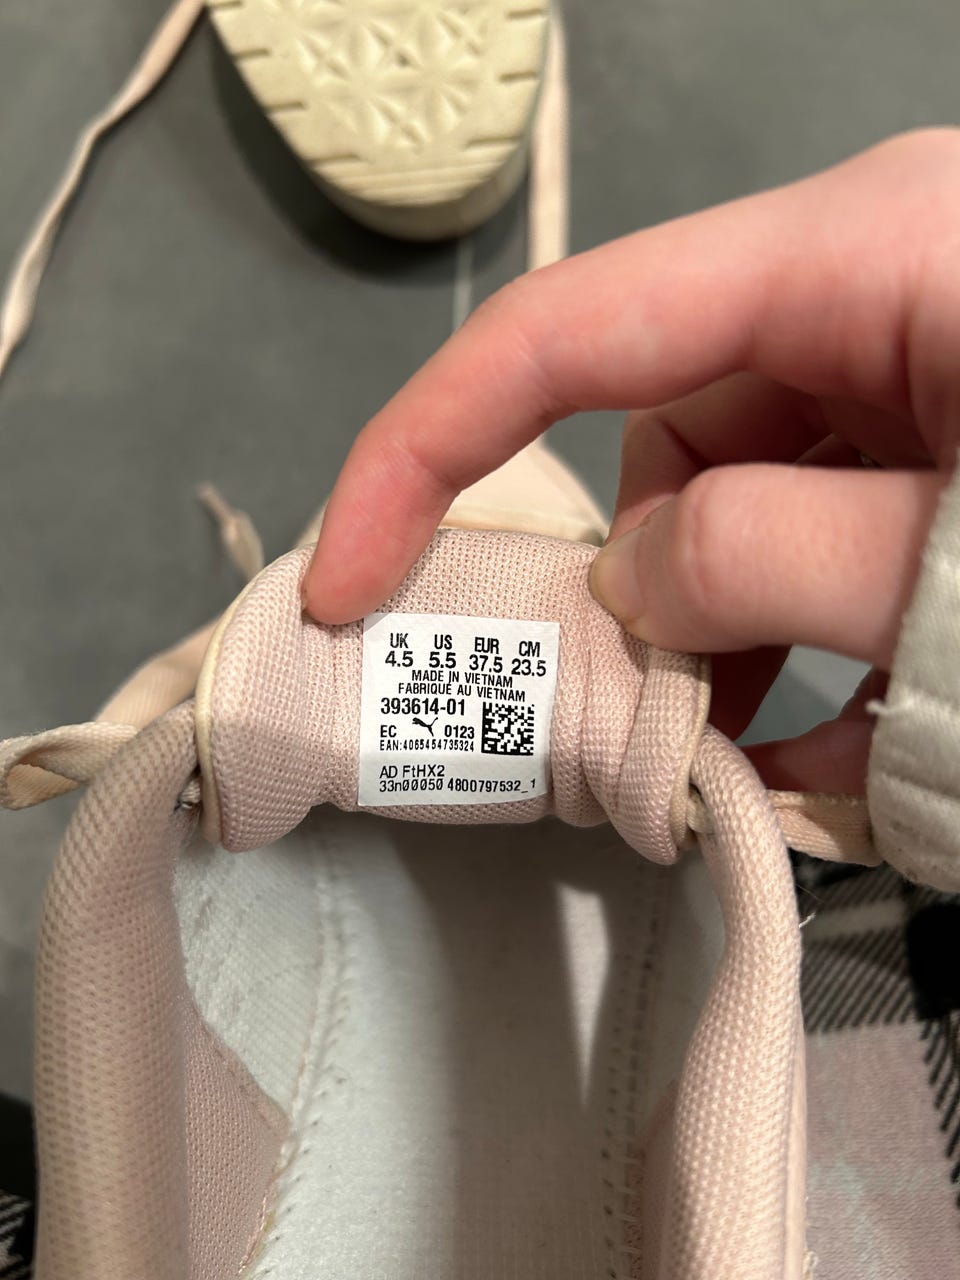 UK US EUR CM
4.5 5.5 37.5 23.5
MADE IN VIETNAM
FABRIQUÉ AU VIETNAM
393614-01
EC 0123
EAN:4065454735324
AD FtHX2
33n00050 4800797532_1